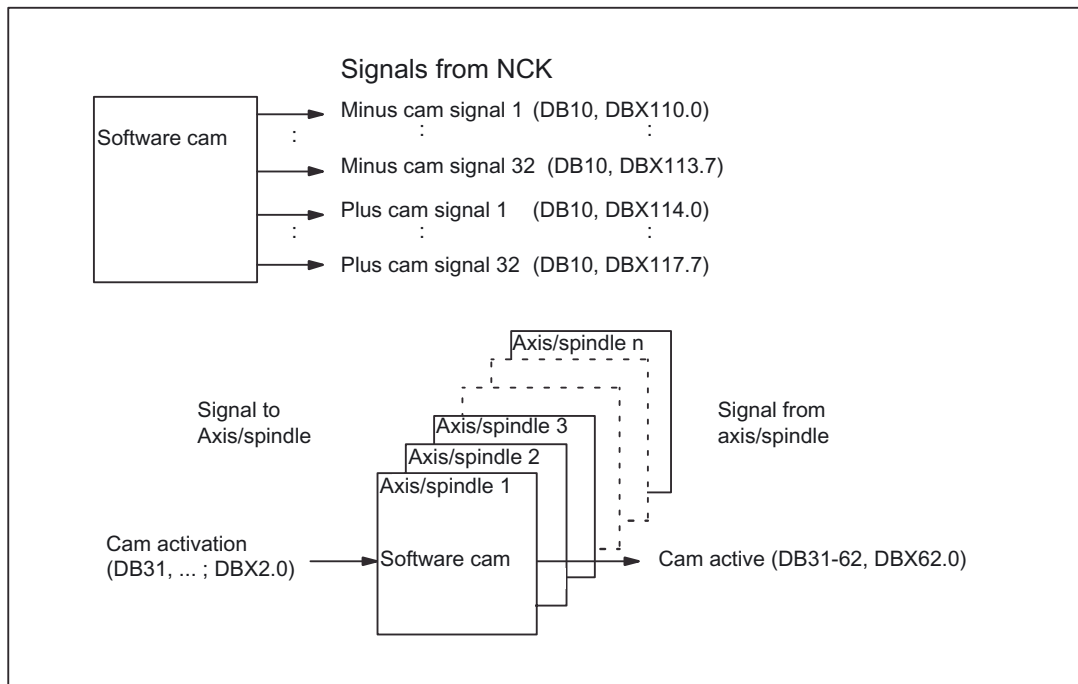 Signals from NCK
Software cam
Minus cam signal 1 (DB10, DBX110.0)
: : :
Minus cam signal 32 (DB10, DBX113.7)
Plus cam signal 1 (DB10, DBX114.0)
: : :
Plus cam signal 32 (DB10, DBX117.7)
Axis/spindle n
Signal to
Axis/spindle
Signal from
axis/spindle
Axis/spindle 3
Axis/spindle 2
Axis/spindle 1
Cam activation
(DB31, ... ; DBX2.0)
Software cam
Cam active (DB31-62, DBX62.0)